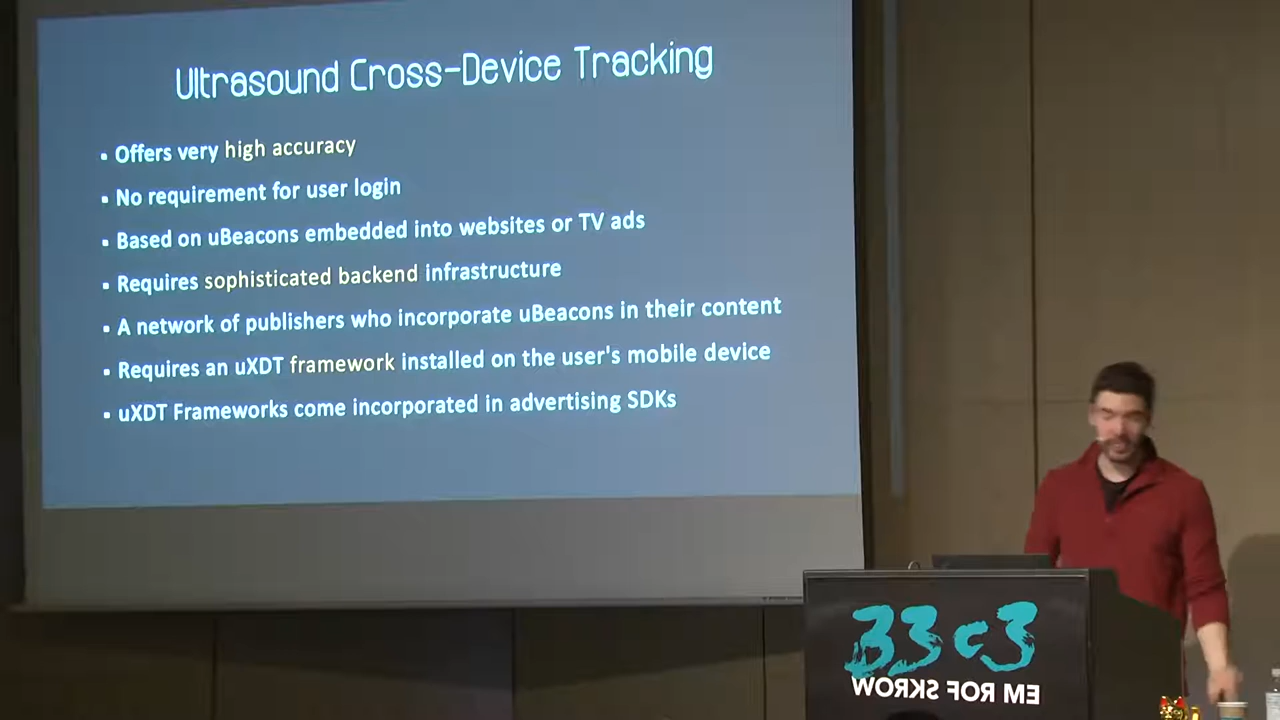 Ultrasound Cross-Device Tracking
▪ Offers very high accuracy
▪ No requirement for user login
▪ Based on uBeacons embedded into websites or TV ads
▪ Requires sophisticated backend infrastructure
▪ A network of publishers who incorporate uBeacons in their content
▪ Requires an uXDT framework installed on the user's mobile device
▪ uXDT Frameworks come incorporated in advertising SDKs
33c3
WORKS FOR ME